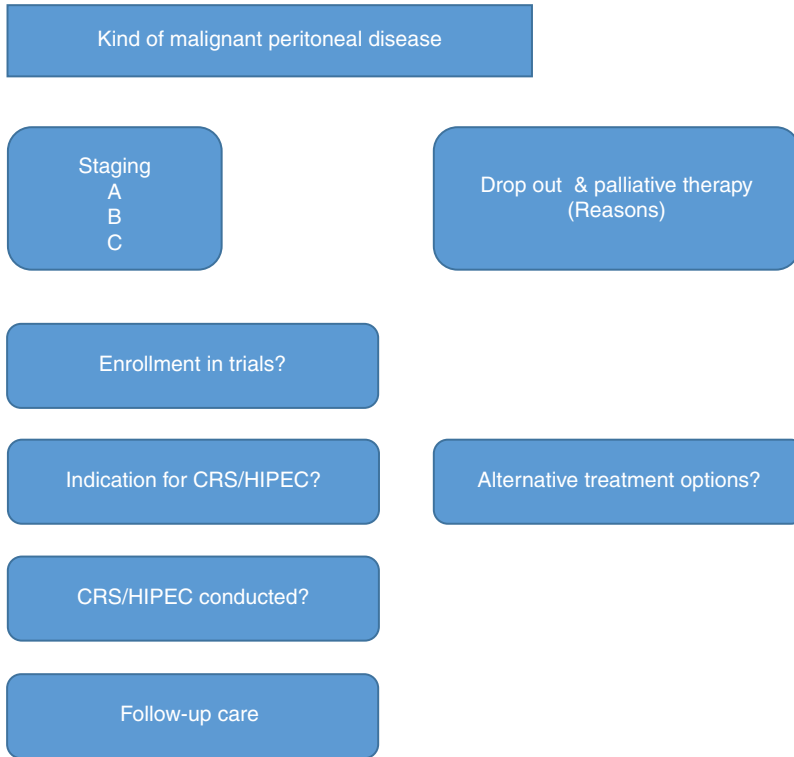 Kind of malignant peritoneal disease
Staging
A
B
C
Drop out & palliative therapy
(Reasons)
Enrollment in trials?
Indication for CRS/HIPEC?
Alternative treatment options?
CRS/HIPEC conducted?
Follow-up care